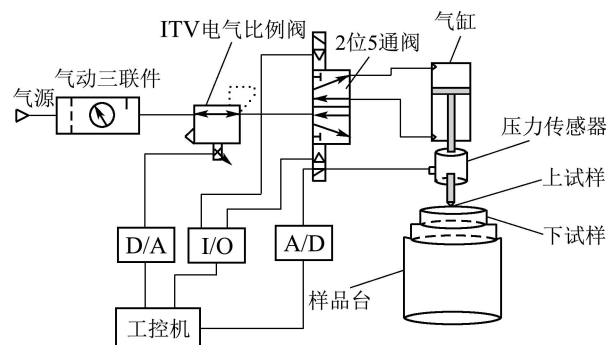 ITV电气比例阀
气缸
2位5通阀
气动三联件
气源
压力传感器
上试样
下试样
D/A
I/O
A/D
样品台
工控机